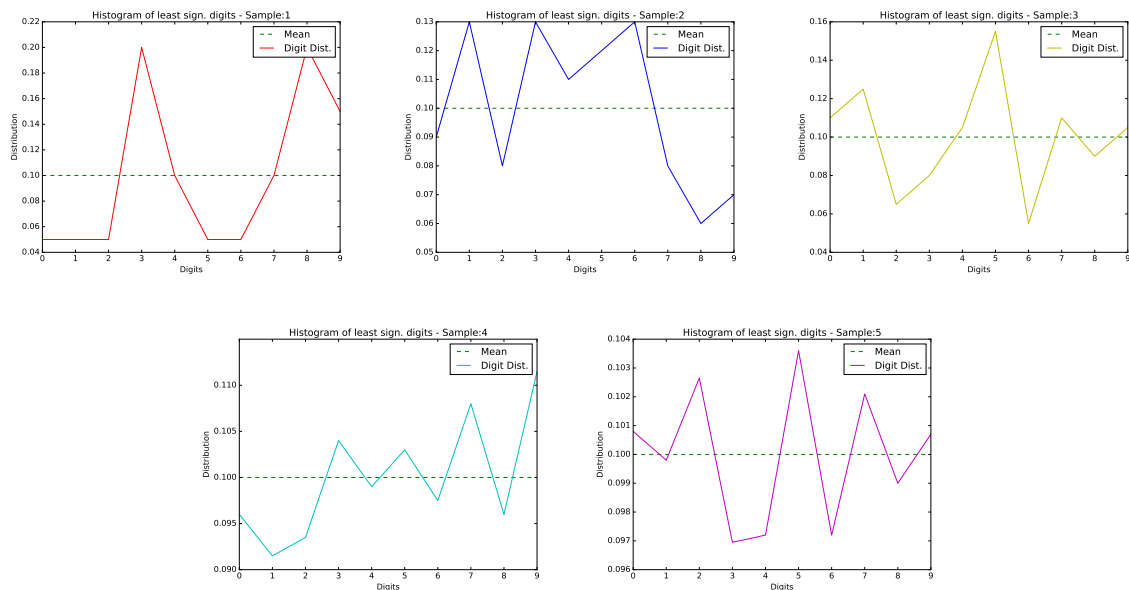 Histogram of least sign. digits - Sample:1
0.22
0.20
0.18
0.16
0.14
0.12
0.10
0.08
0.06
0.04
Distribution
Mean
Digit Dist.
0 1 2 3 4 5 6 7 8 9
Digits
Histogram of least sign. digits - Sample:2
0.13
0.12
0.11
0.10
0.09
0.08
0.07
0.06
0.05
Distribution
Mean
Digit Dist.
0 1 2 3 4 5 6 7 8 9
Digits
Histogram of least sign. digits - Sample:3
0.16
0.14
0.12
0.10
0.08
0.06
0.04
Distribution
Mean
Digit Dist.
0 1 2 3 4 5 6 7 8 9
Digits
Histogram of least sign. digits - Sample:4
0.110
0.105
0.100
0.095
0.090
Distribution
Mean
Digit Dist.
0 1 2 3 4 5 6 7 8 9
Digits
Histogram of least sign. digits - Sample:5
0.104
0.103
0.102
0.101
0.100
0.099
0.098
0.097
0.096
Distribution
Mean
Digit Dist.
0 1 2 3 4 5 6 7 8 9
Digits